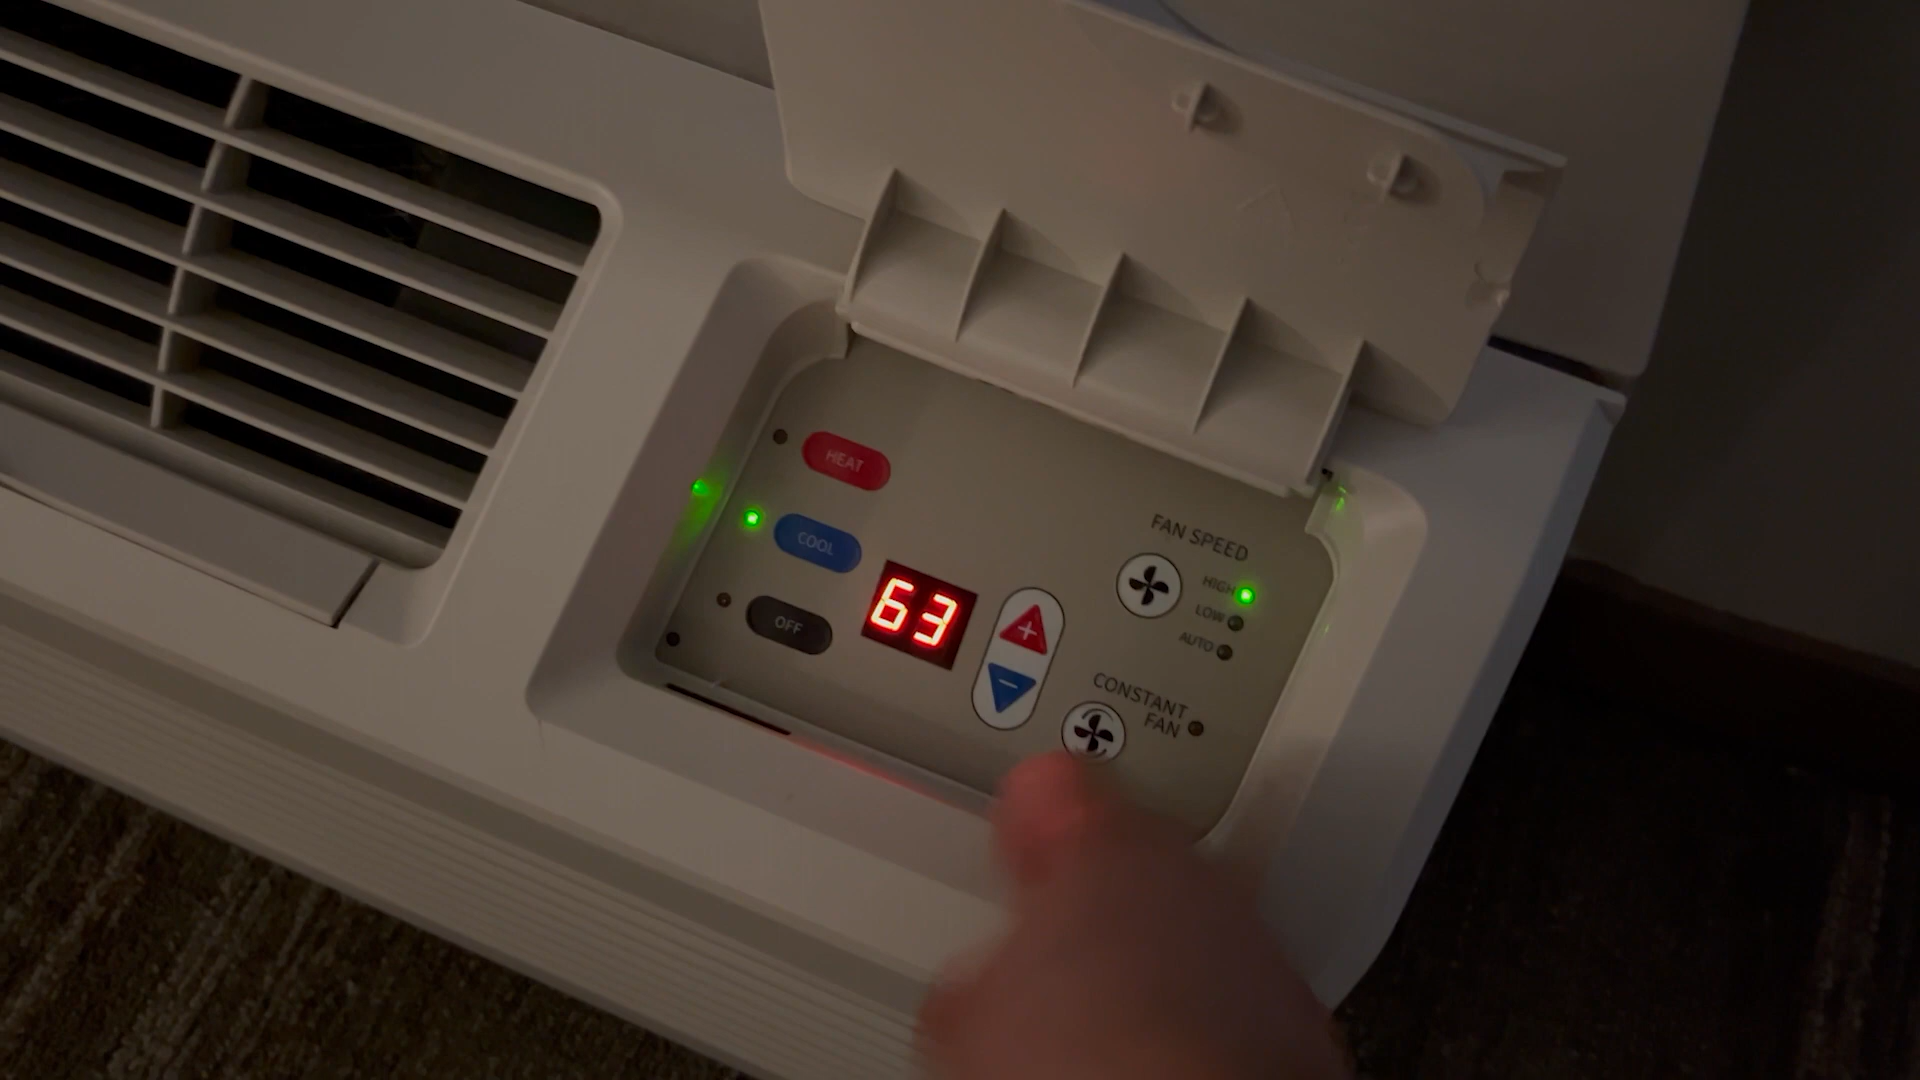 HEAT
COOL
OFF
63
+
-
FAN SPEED
HIGH
LOW
AUTO
CONSTANT
FAN